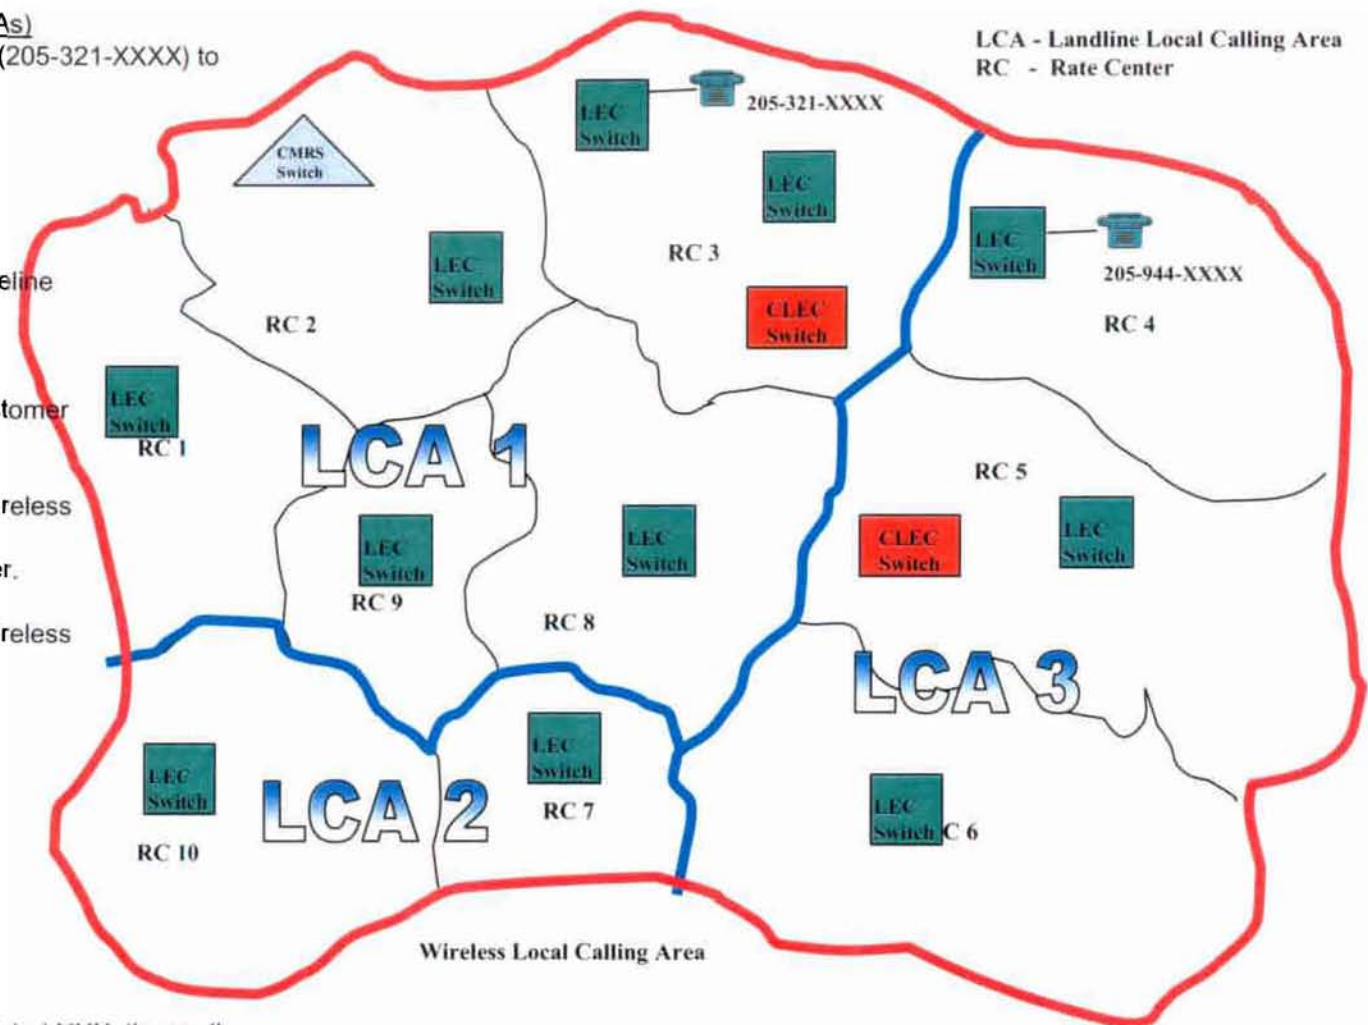 As)
(205-321-XXXX) to
LCA - Landline Local Calling Area
RC - Rate Center
LEC
Switch
205-321-XXXX
CMRS
Switch
LEC
Switch
LEC
Switch
205-944-XXXX
RC 3
LEC
Switch
eline
RC 2
CLEC
Switch
RC 4
LEC
Switch
RC 1
stomer
LCA 1
RC 5
reless
LEC
Switch
RC 9
LEC
Switch
RC 8
CLEC
Switch
LEC
Switch
er.
reless
LCA 3
LEC
Switch
RC 10
LCA 2
LEC
Switch
RC 7
LEC
Switch
C 6
Wireless Local Calling Area